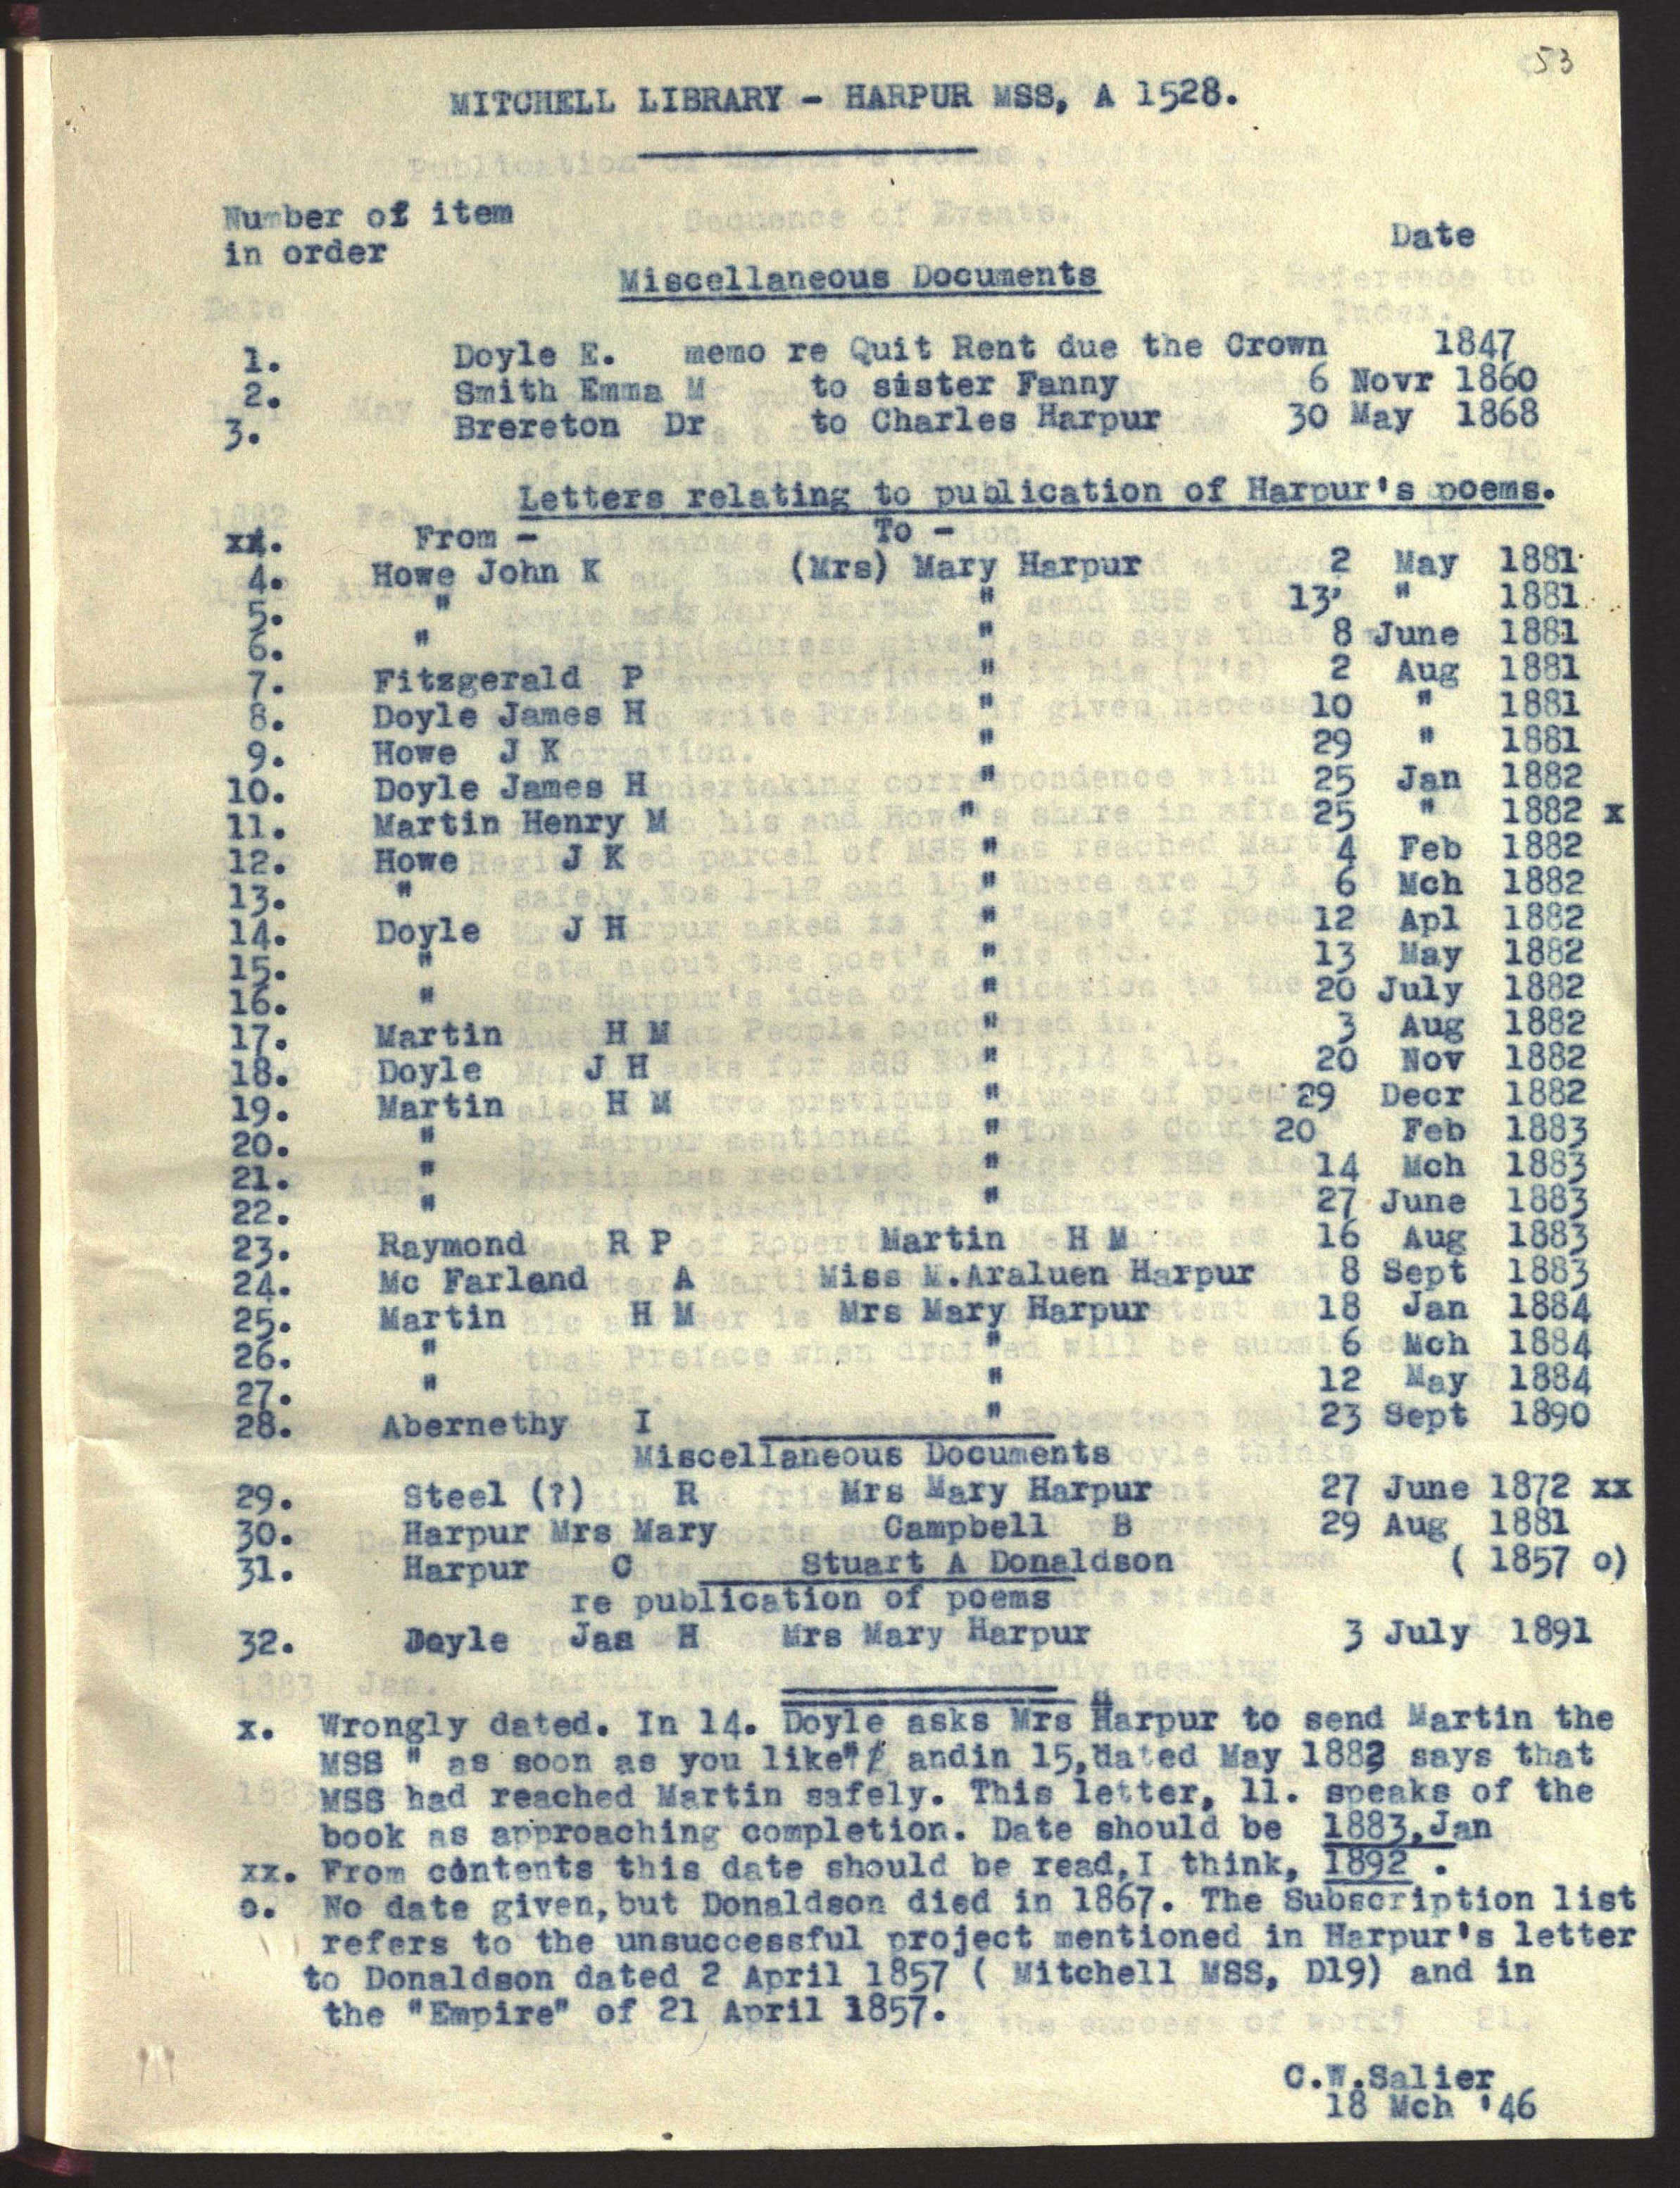 53
MITCHELL LIBRARY - HARPUR MSS, A 1528.
Number of item
in order
Date
Miscellaneous Documents
1. Doyle E. memo re Quit Rent due the Crown 1847
2. Smith Emma M to sister Fanny 6 Novr 1860
3. Brereton Dr to Charles Harpur 30 May 1868
Letters relating to publication of Harpur's poems.
From - To -
4. Howe John K (Mrs) Mary Harpur 2 May 1881
5. " " 13 " 1881
6. " " 8 June 1881
7. Fitzgerald P " 2 Aug 1881
8. Doyle James H " 10 " 1881
9. Howe J K " 29 " 1881
10. Doyle James H " 25 Jan 1882
11. Martin Henry M " 25 " 1882 x
12. Howe J K " 4 Feb 1882
13. " " 6 Mch 1882
14. Doyle J H " 12 Apl 1882
15. " " 13 May 1882
16. " " 20 July 1882
17. Martin H M " 3 Aug 1882
18. Doyle J H " 20 Nov 1882
19. Martin H M " 29 Decr 1882
20. " " 20 Feb 1883
21. " " 14 Mch 1883
22. " " 27 June 1883
23. Raymond R P Martin H M 16 Aug 1883
24. Mc Farland A Miss M.Araluen Harpur 8 Sept 1883
25. Martin H M Mrs Mary Harpur 18 Jan 1884
26. " " 6 Mch 1884
27. " " 12 May 1884
28. Abernethy I " 23 Sept 1890
Miscellaneous Documents
29. Steel (?) R Mrs Mary Harpur 27 June 1872 xx
30. Harpur Mrs Mary Campbell B 29 Aug 1881
31. Harpur C Stuart A Donaldson ( 1857 o)
re publication of poems
32. Doyle Jas H Mrs Mary Harpur 3 July 1891
x. Wrongly dated. In 14. Doyle asks Mrs Harpur to send Martin the
MSS " as soon as you like" andin 15,dated May 1882 says that
MSS had reached Martin safely. This letter, 11. speaks of the
book as approaching completion. Date should be 1883,Jan
xx. From contents this date should be read,I think, 1892 .
o. No date given,but Donaldson died in 1867. The Subscription list
refers to the unsuccessful project mentioned in Harpur's letter
to Donaldson dated 2 April 1857 ( Mitchell MSS, D19) and in
the "Empire" of 21 April 1857.
C.W.Salier
18 Mch '46